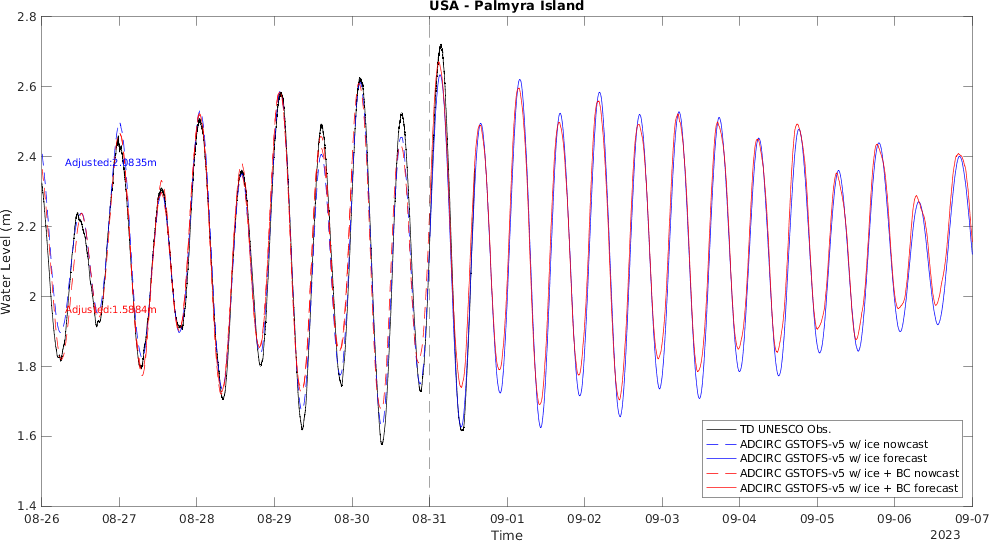 USA - Palmyra Island
2.8
2.6
2.4
2.2
2
1.8
1.6
1.4
Water Level (m)
Adjusted:2.0835m
Adjusted:1.5884m
TD UNESCO Obs.
ADCIRC GSTOFS-v5 w/ ice nowcast
ADCIRC GSTOFS-v5 w/ ice forecast
ADCIRC GSTOFS-v5 w/ ice + BC nowcast
ADCIRC GSTOFS-v5 w/ ice + BC forecast
08-26 08-27 08-28 08-29 08-30 08-31 09-01 09-02 09-03 09-04 09-05 09-06 09-07
Time
2023